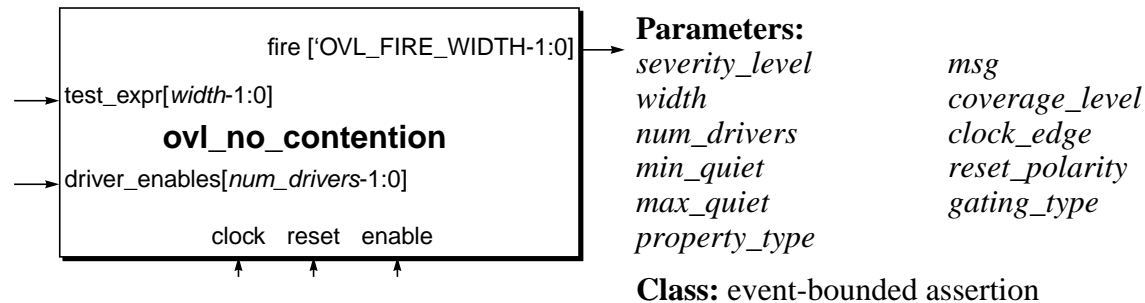 fire [‘OVL_FIRE_WIDTH-1:0]
test_expr[width-1:0]
ovl_no_contention
driver_enables[num_drivers-1:0]
clock reset enable
Parameters:
severity_level msg
width coverage_level
num_drivers clock_edge
min_quiet reset_polarity
max_quiet gating_type
property_type
Class: event-bounded assertion